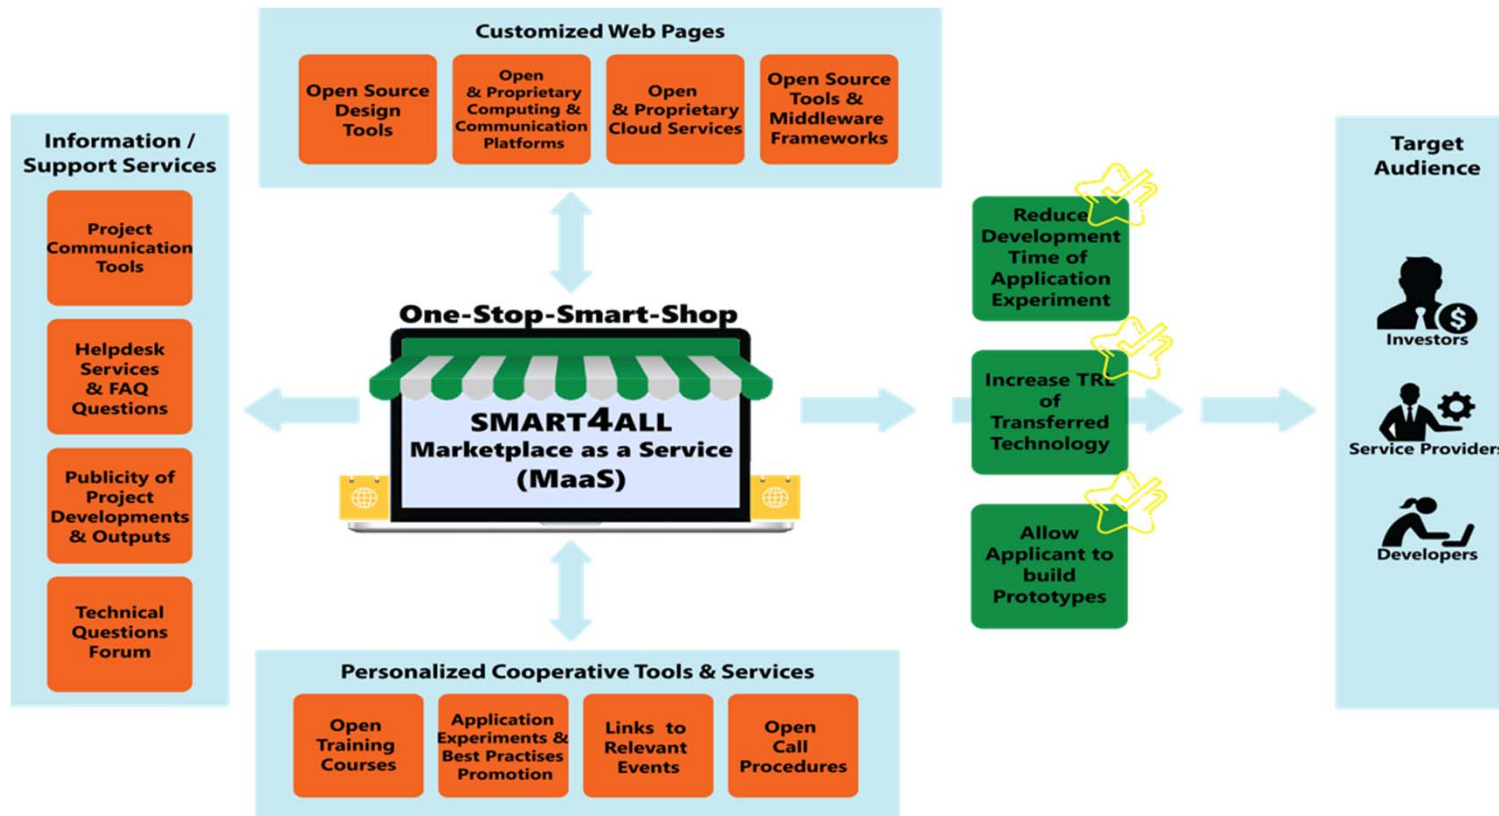 Customized Web Pages
Open Source
Design
Tools
Open
& Proprietary
Computing &
Communication
Platforms
Open
& Proprietary
Cloud Services
Open Source
Tools &
Middleware
Frameworks
Information /
Support Services
Project
Communication
Tools
Helpdesk
Services
& FAQ
Questions
Publicity of
Project
Developments
& Outputs
Technical
Questions
Forum
One-Stop-Smart-Shop
SMART4ALL
Marketplace as a Service
(MaaS)
Reduce
Development
Time of
Application
Experiment
Increase TRL
of
Transferred
Technology
Allow
Applicant to
build
Prototypes
Target
Audience
$
Investors
Service Providers
Developers
Personalized Cooperative Tools & Services
Open
Training
Courses
Application
Experiments &
Best Practises
Promotion
Links to
Relevant
Events
Open
Call
Procedures